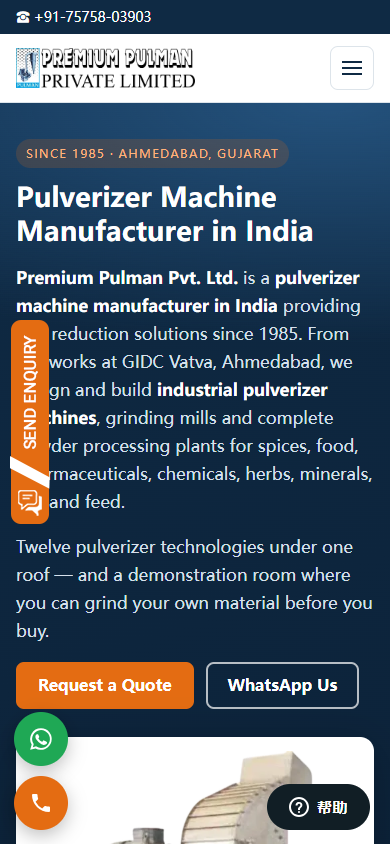 +91-75758-03903
PREMIUM PULMAN
PRIVATE LIMITED
SINCE 1985 · AHMEDABAD, GUJARAT
Pulverizer Machine
Manufacturer in India
Premium Pulman Pvt. Ltd. is a pulverizer
machine manufacturer in India providing
reduction solutions since 1985. From
works at GIDC Vatva, Ahmedabad, we
gn and build industrial pulverizer
hines, grinding mills and complete
der processing plants for spices, food,
rmaceuticals, chemicals, herbs, minerals,
and feed.
SEND ENQUIRY
Twelve pulverizer technologies under one
roof — and a demonstration room where
you can grind your own material before you
buy.
Request a Quote
WhatsApp Us
帮助